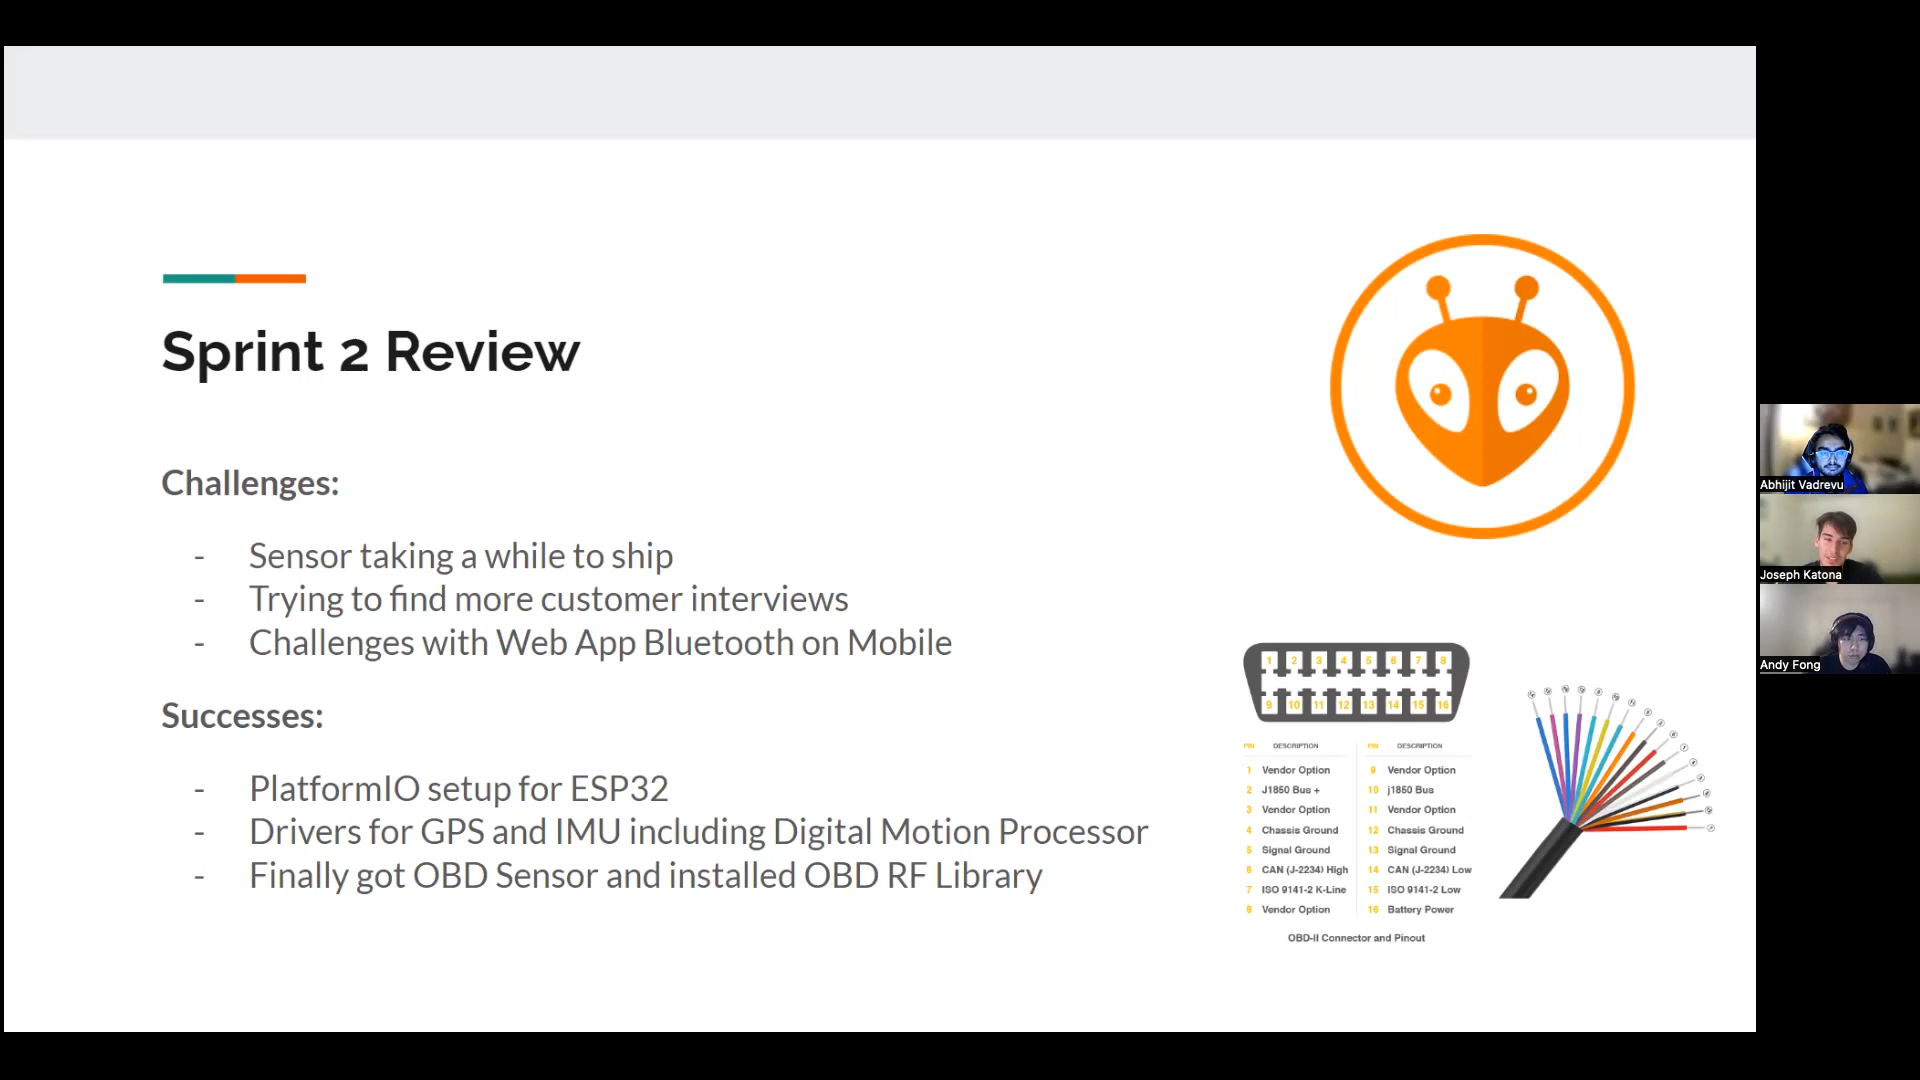 Sprint 2 Review
Challenges:
- Sensor taking a while to ship
- Trying to find more customer interviews
- Challenges with Web App Bluetooth on Mobile
Successes:
- PlatformIO setup for ESP32
- Drivers for GPS and IMU including Digital Motion Processor
- Finally got OBD Sensor and installed OBD RF Library
1 2 3 4 5 6 7 8
9 10 11 12 13 14 15 16
PIN DESCRIPTION PIN DESCRIPTION
1 Vendor Option 9 Vendor Option
2 J1850 Bus + 10 j1850 Bus
3 Vendor Option 11 Vendor Option
4 Chassis Ground 12 Chassis Ground
5 Signal Ground 13 Signal Ground
6 CAN (J-2234) High 14 CAN (J-2234) Low
7 ISO 9141-2 K-Line 15 ISO 9141-2 Low
8 Vendor Option 16 Battery Power
OBD-II Connector and Pinout
Abhijit Vadrevu
Joseph Katona
Andy Fong